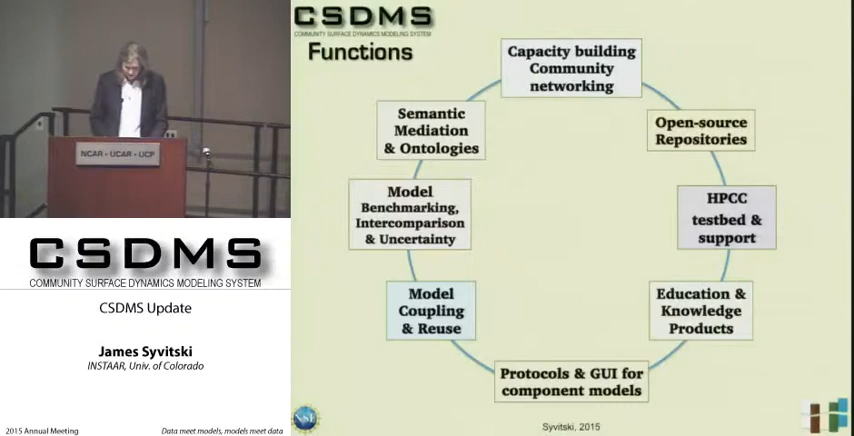 NCAR • UCAR • UCP
CSDMS
COMMUNITY SURFACE DYNAMICS MODELING SYSTEM
CSDMS Update
James Syvitski
INSTAAR, Univ. of Colorado
2015 Annual Meeting
Data meet models, models meet data
CSDMS
COMMUNITY SURFACE DYNAMICS MODELING SYSTEM
Functions
Capacity building
Community
networking
Open-source
Repositories
HPCC
testbed &
support
Education &
Knowledge
Products
Protocols & GUI for
component models
Model
Coupling
& Reuse
Model
Benchmarking,
Intercomparison
& Uncertainty
Semantic
Mediation
& Ontologies
NSF
Syvitski, 2015